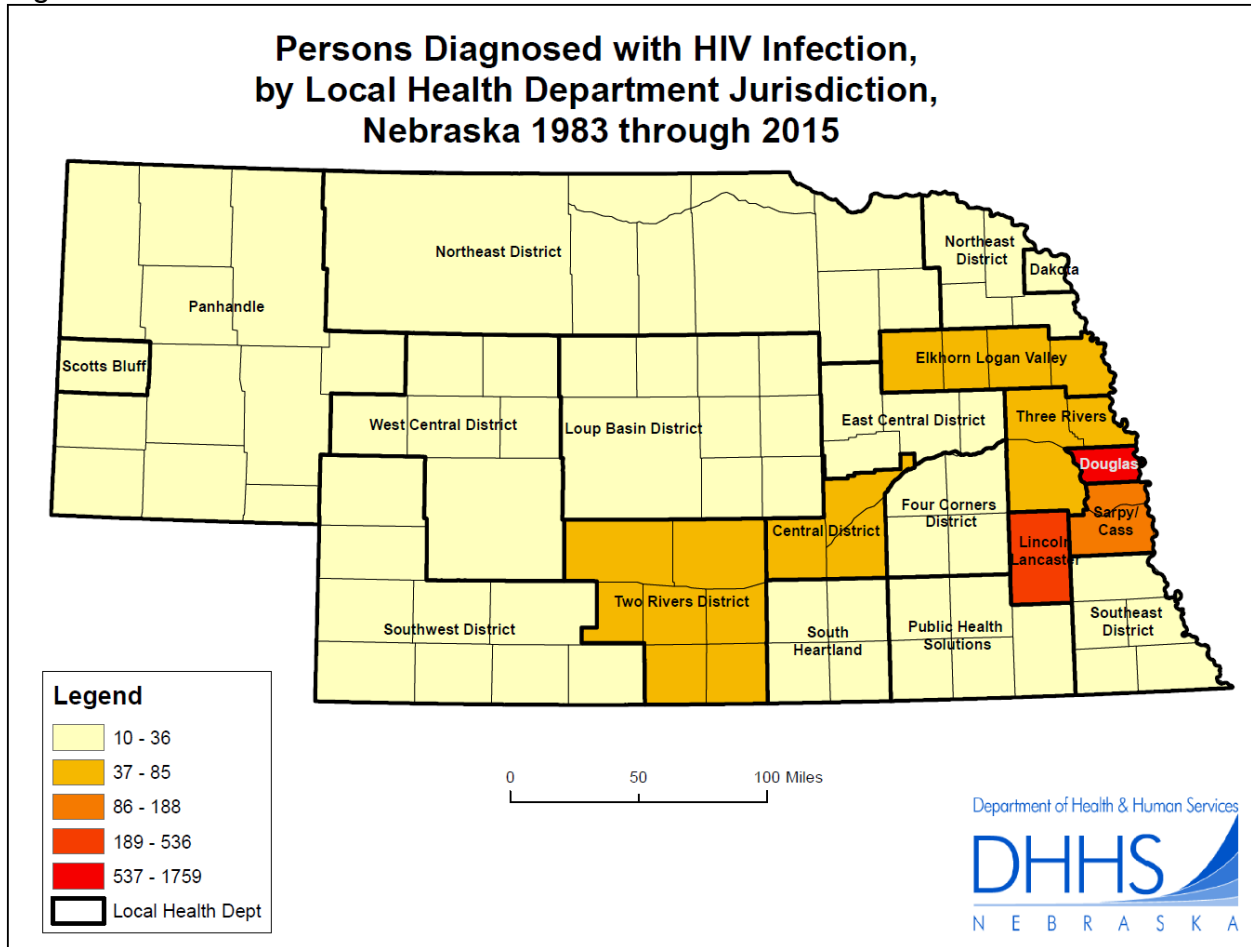 Persons Diagnosed with HIV Infection,
by Local Health Department Jurisdiction,
Nebraska 1983 through 2015
Northeast District
Northeast
District
Dakota
Panhandle
Scotts Bluff
Elkhorn Logan Valley
West Central District
Loup Basin District
East Central District
Three Rivers
Douglas
Four Corners
District
Sarpy/
Cass
Central District
Lincoln
Lancaster
Two Rivers District
Southwest District
South
Heartland
Public Health
Solutions
Southeast
District
Legend
10 - 36
37 - 85
86 - 188
189 - 536
537 - 1759
Local Health Dept
0 50 100 Miles
Department of Health & Human Services
DHHS
NEBRASKA